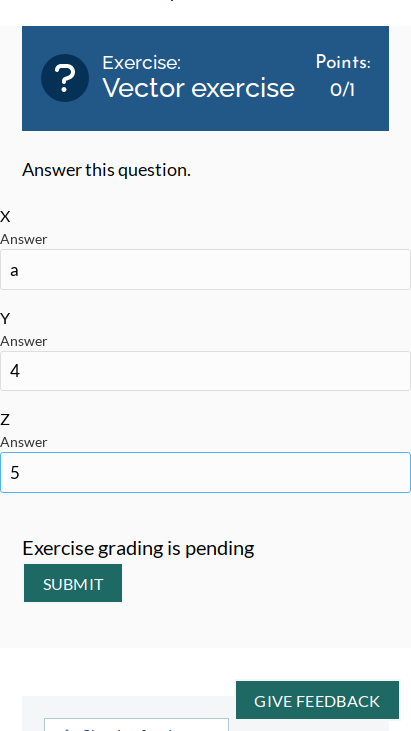 Exercise:
Vector exercise
Points:
0/1
Answer this question.
X
Answer
a
Y
Answer
4
Z
Answer
5
Exercise grading is pending
SUBMIT
GIVE FEEDBACK